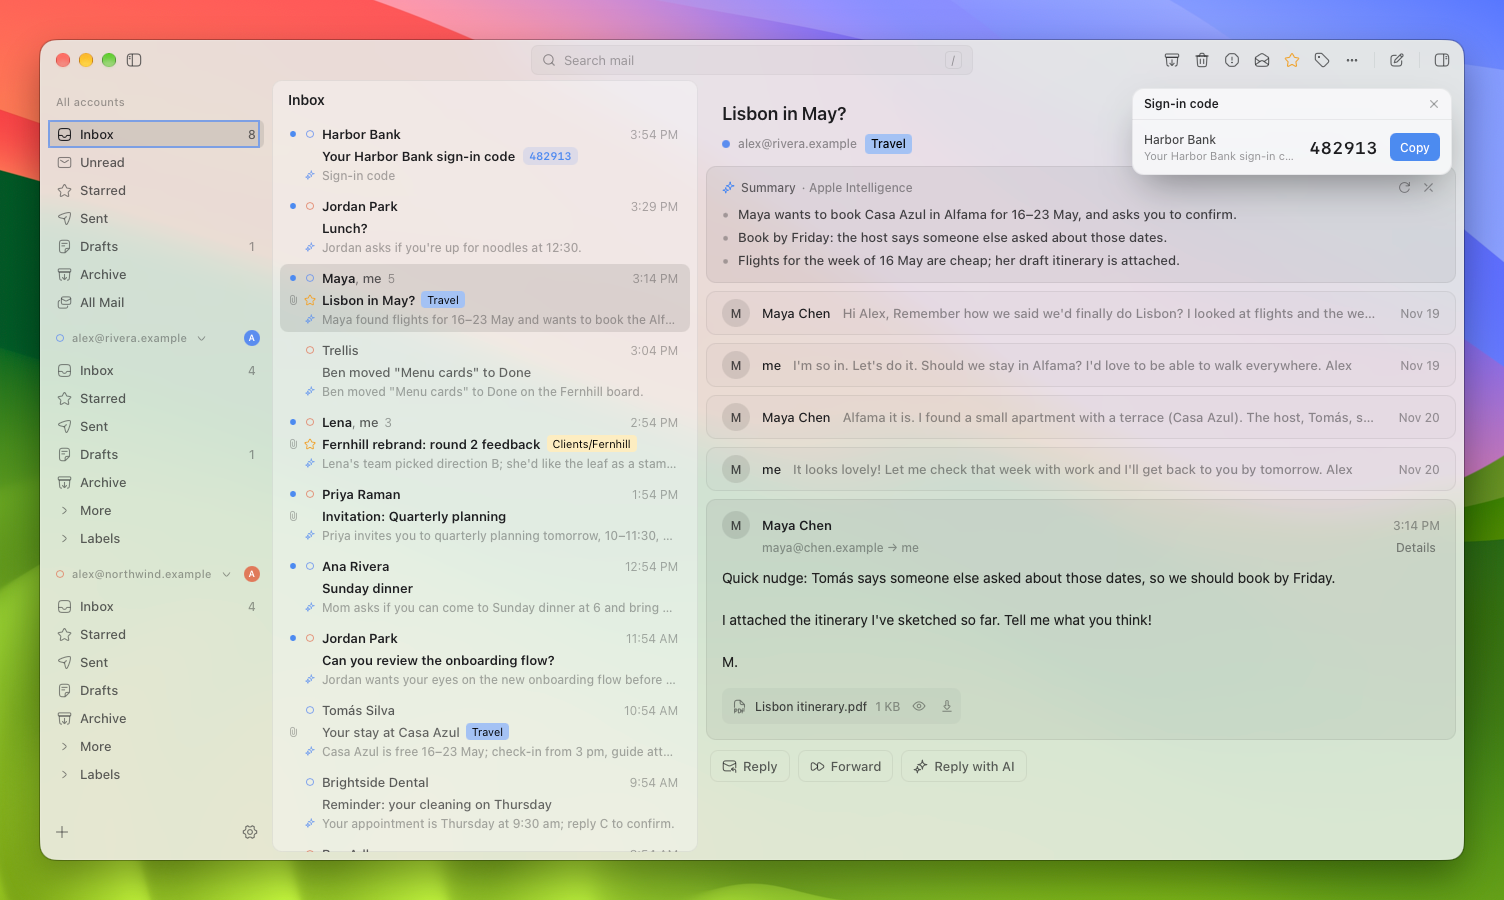 Search mail /
All accounts
Inbox 8
Unread
Starred
Sent
Drafts 1
Archive
All Mail
alex@rivera.example A
Inbox 4
Starred
Sent
Drafts 1
Archive
More
Labels
alex@northwind.example A
Inbox 4
Starred
Sent
Drafts
Archive
More
Labels
Inbox
Harbor Bank 3:54 PM
Your Harbor Bank sign-in code 482913
Sign-in code
Jordan Park 3:29 PM
Lunch?
Jordan asks if you're up for noodles at 12:30.
Maya, me 5 3:14 PM
Lisbon in May? Travel
Maya found flights for 16–23 May and wants to book the Alf...
Trellis 3:04 PM
Ben moved "Menu cards" to Done
Ben moved "Menu cards" to Done on the Fernhill board.
Lena, me 3 2:54 PM
Fernhill rebrand: round 2 feedback Clients/Fernhill
Lena's team picked direction B; she'd like the leaf as a stam...
Priya Raman 1:54 PM
Invitation: Quarterly planning
Priya invites you to quarterly planning tomorrow, 10–11:30, ...
Ana Rivera 12:54 PM
Sunday dinner
Mom asks if you can come to Sunday dinner at 6 and bring ...
Jordan Park 11:54 AM
Can you review the onboarding flow?
Jordan wants your eyes on the new onboarding flow before ...
Tomás Silva 10:54 AM
Your stay at Casa Azul Travel
Casa Azul is free 16–23 May; check-in from 3 pm, guide att...
Brightside Dental 9:54 AM
Reminder: your cleaning on Thursday
Your appointment is Thursday at 9:30 am; reply C to confirm.
Lisbon in May?
alex@rivera.example Travel
Sign-in code
Harbor Bank
Your Harbor Bank sign-in c... 482913 Copy
Summary · Apple Intelligence
Maya wants to book Casa Azul in Alfama for 16–23 May, and asks you to confirm.
Book by Friday: the host says someone else asked about those dates.
Flights for the week of 16 May are cheap; her draft itinerary is attached.
M Maya Chen Hi Alex, Remember how we said we'd finally do Lisbon? I looked at flights and the we... Nov 19
M me I'm so in. Let's do it. Should we stay in Alfama? I'd love to be able to walk everywhere. Alex Nov 19
M Maya Chen Alfama it is. I found a small apartment with a terrace (Casa Azul). The host, Tomás, s... Nov 20
M me It looks lovely! Let me check that week with work and I'll get back to you by tomorrow. Alex Nov 20
M Maya Chen 3:14 PM
maya@chen.example → me Details
Quick nudge: Tomás says someone else asked about those dates, so we should book by Friday.
I attached the itinerary I've sketched so far. Tell me what you think!
M.
PDF Lisbon itinerary.pdf 1 KB
Reply Forward Reply with AI